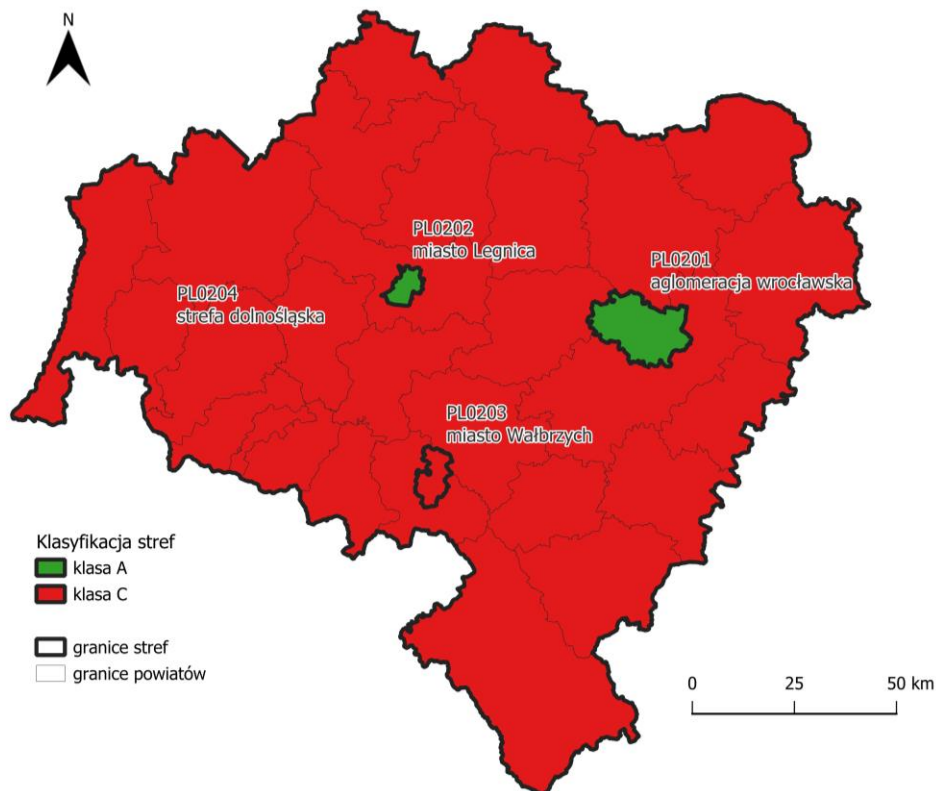 N
PL0202
miasto Legnica
PL0201
aglomeracja wrocławska
PL0204
strefa dolnośląska
PL0203
miasto Wałbrzych
Klasyfikacja stref
klasa A
klasa C
granice stref
granice powiatów
0 25 50 km